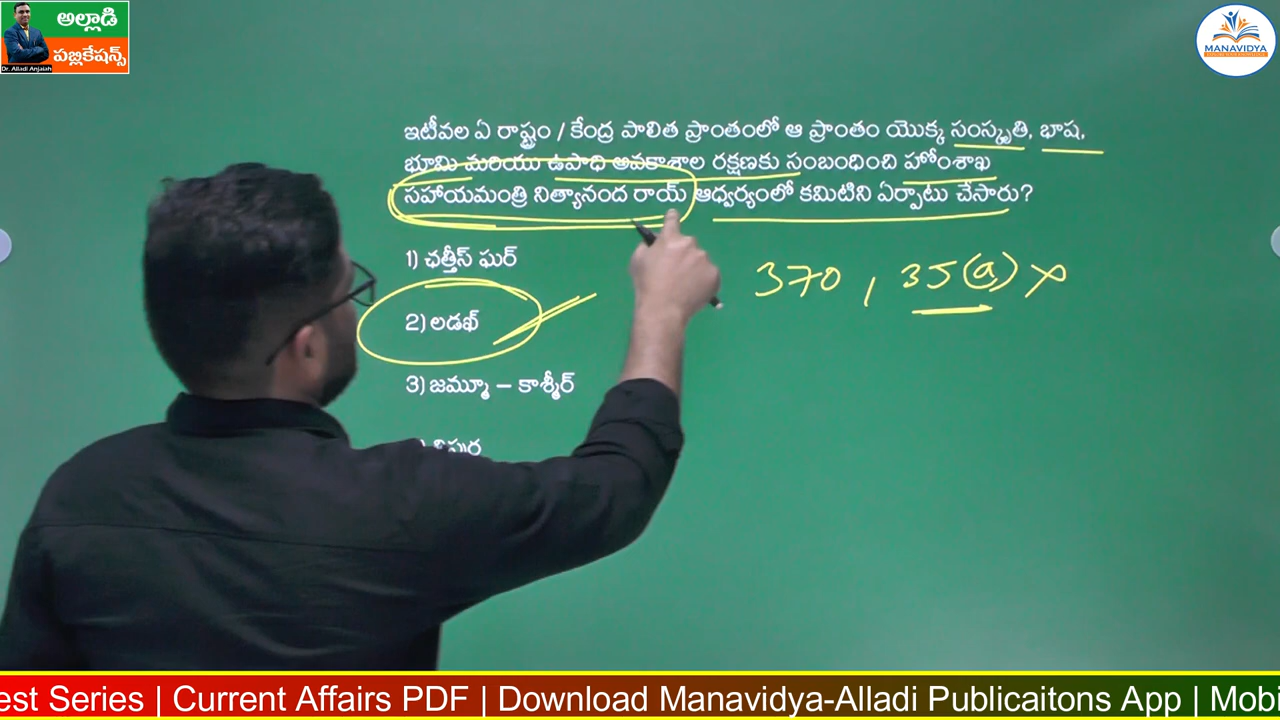 అల్లాడి
పబ్లికేషన్స్
Dr. Alladi Anjaiah
MANAVIDYA
ఇటీవల ఏ రాష్ట్రం / కేంద్ర పాలిత ప్రాంతంలో ఆ ప్రాంతం యొక్క సంస్కృతి, భాష,
భూమి మరియు ఉపాధి అవకాశాల రక్షణకు సంబంధించి హోంశాఖ
సహాయమంత్రి నిత్యానంద రాయ్ ఆధ్వర్యంలో కమిటిని ఏర్పాటు చేసారు?
1) ఛత్తీస్ ఘర్
370 , 35(a) x
2) లడఖ్
3) జమ్మూ – కాశ్మీర్
est Series | Current Affairs PDF | Download Manavidya-Alladi Publicaitons App | Mobi